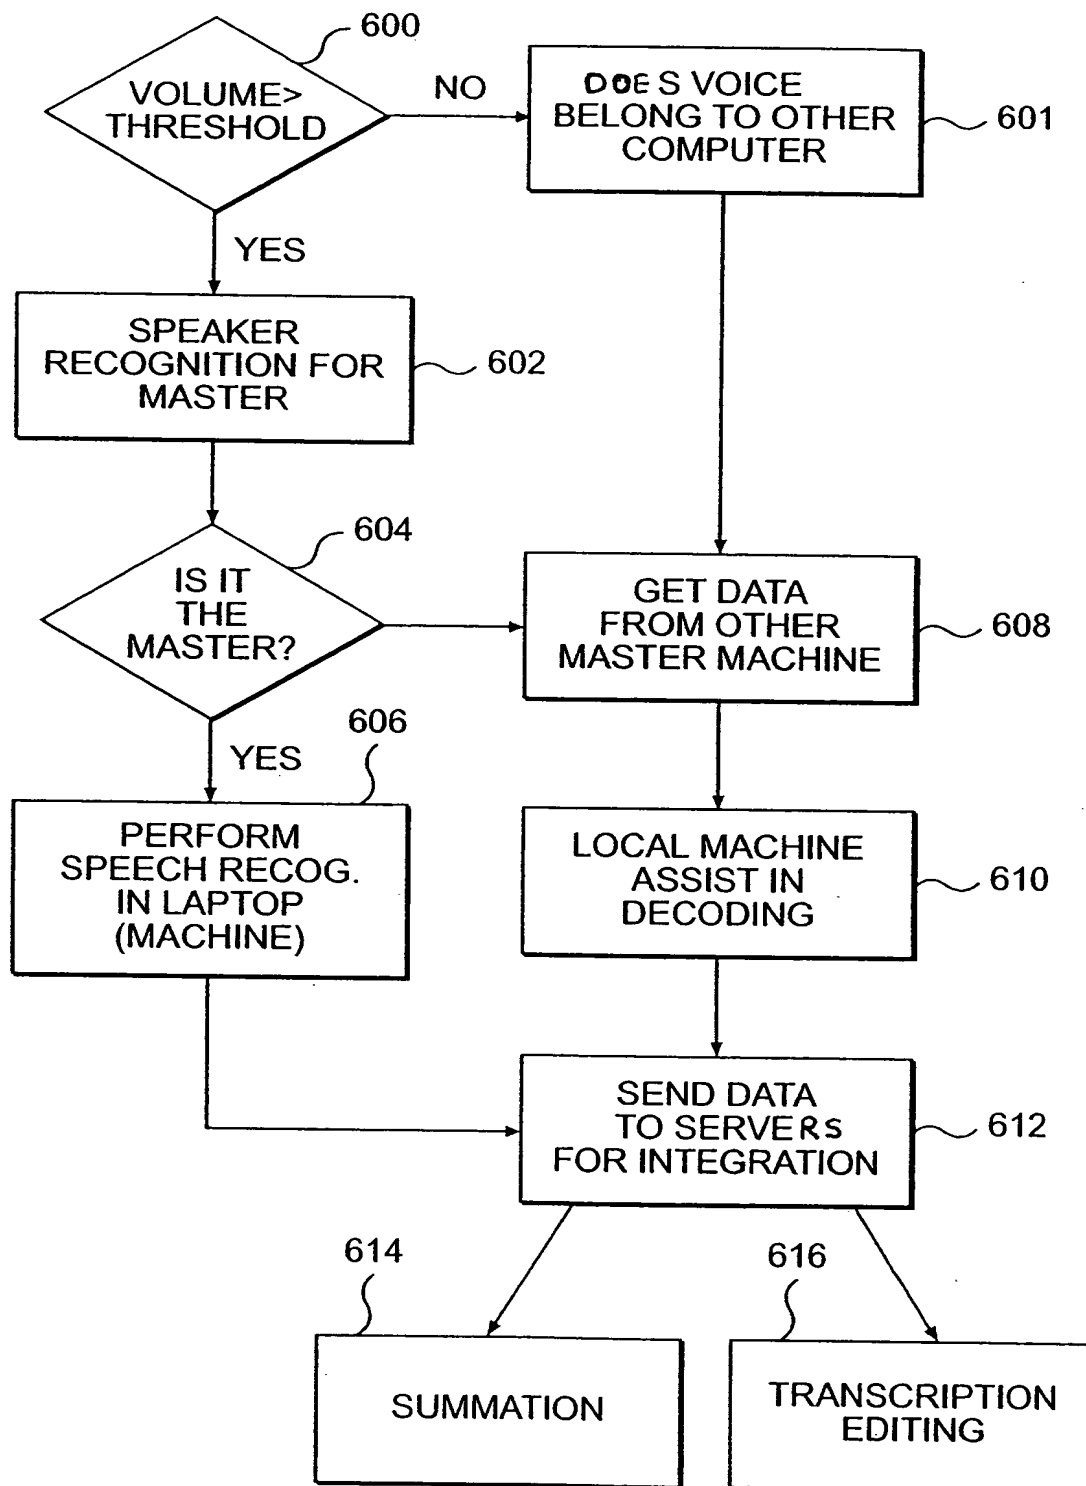 600
VOLUME>
THRESHOLD
NO
DOES VOICE
BELONG TO OTHER
COMPUTER
601
YES
SPEAKER
RECOGNITION FOR
MASTER
602
604
IS IT
THE
MASTER?
GET DATA
FROM OTHER
MASTER MACHINE
608
YES
606
PERFORM
SPEECH RECOG.
IN LAPTOP
(MACHINE)
LOCAL MACHINE
ASSIST IN
DECODING
610
SEND DATA
TO SERVERS
FOR INTEGRATION
612
614
SUMMATION
616
TRANSCRIPTION
EDITING